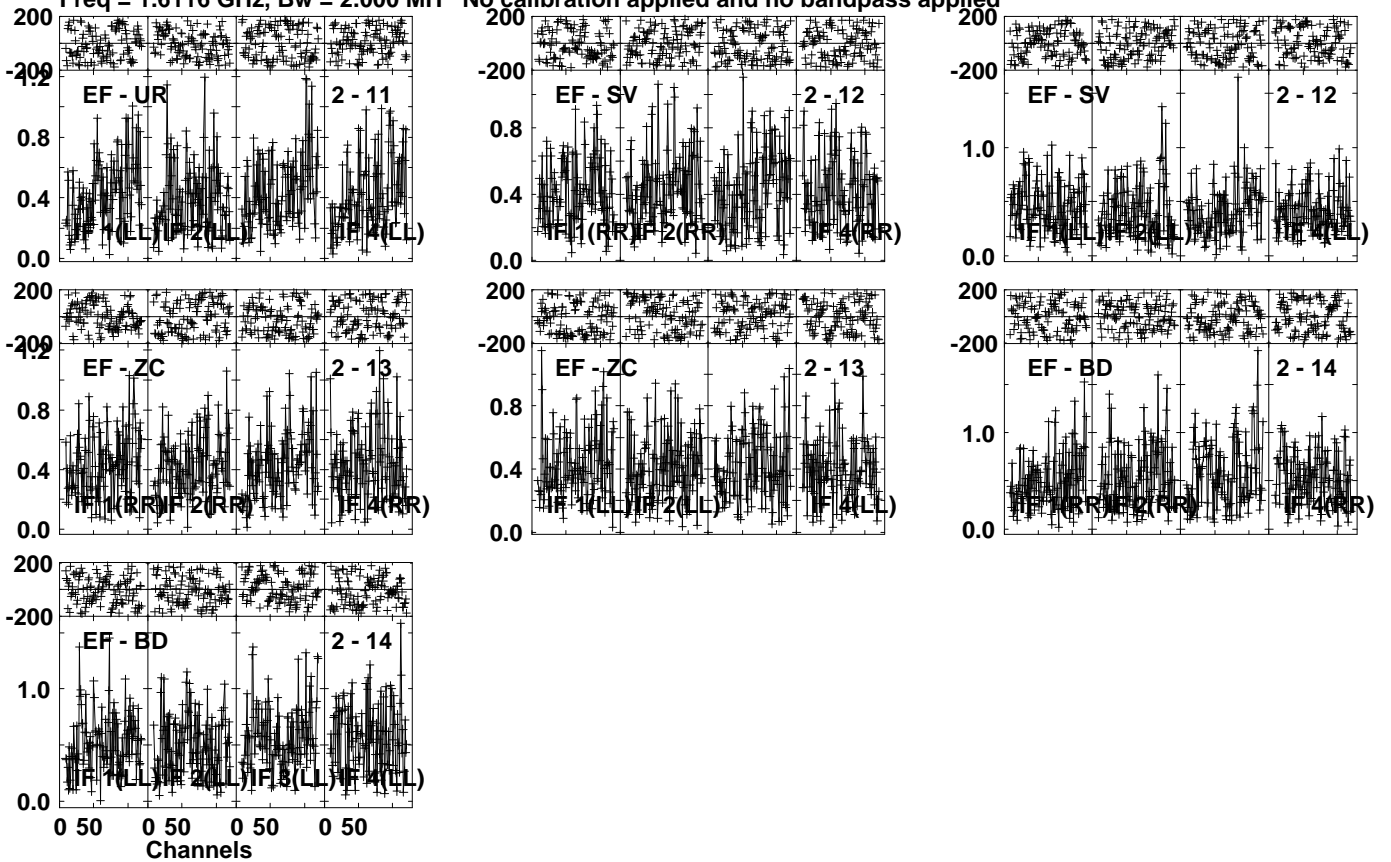 Freq = 1.6116 GHz, Bw = 2.000 MH No calibration applied and no bandpass applied
200
-200
1.2
EF - UR
2 - 11
0.8
0.4
0.0
IF 1(LL) IF 2(LL) IF 4(LL)
200
-200
EF - SV
2 - 12
0.8
0.4
0.0
IF 1(RR) IF 2(RR) IF 4(RR)
200
-200
EF - SV
2 - 12
1.0
0.0
IF 1(LL) IF 2(LL) IF 4(LL)
200
-200
1.2
EF - ZC
2 - 13
0.8
0.4
0.0
IF 1(RR) IF 2(RR) IF 4(RR)
200
-200
EF - ZC
2 - 13
0.8
0.4
0.0
IF 1(LL) IF 2(LL) IF 4(LL)
200
-200
EF - BD
2 - 14
1.0
0.0
IF 1(RR) IF 2(RR) IF 4(RR)
200
-200
EF - BD
2 - 14
1.0
0.0
IF 1(LL) IF 2(LL) IF 3(LL) IF 4(LL)
0 50 0 50 0 50 0 50
Channels